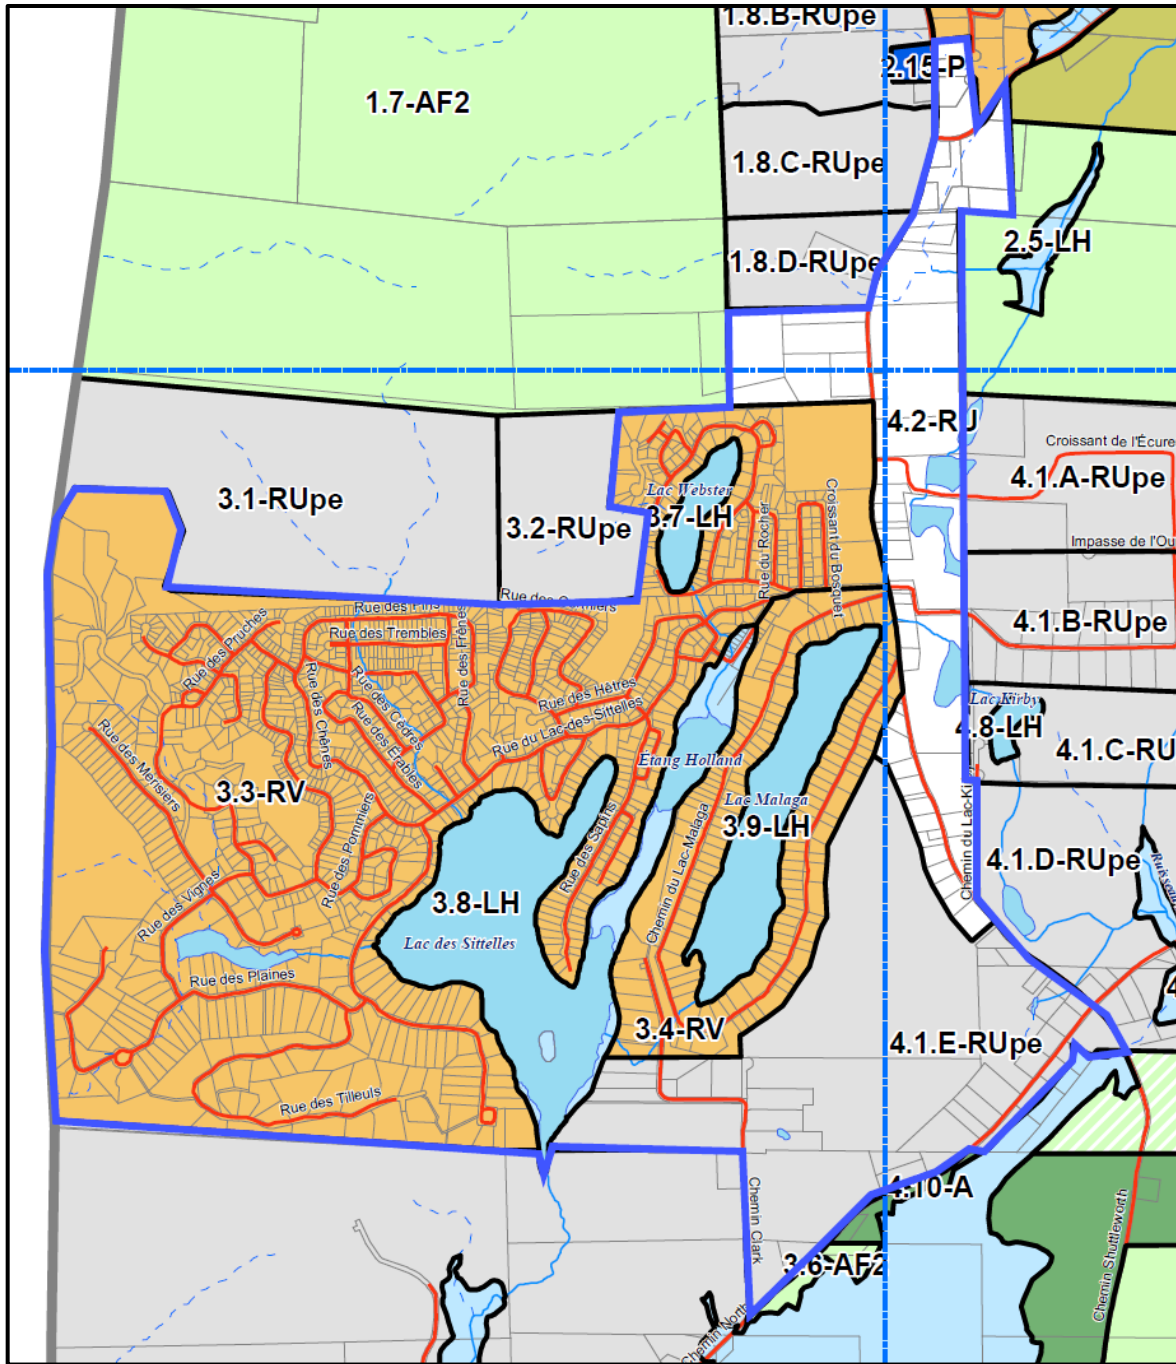 1.8.B-RUpe
2.15-P
1.7-AF2
1.8.C-RUpe
2.5-LH
1.8.D-RUpe
4.2-RU
Croissant de l'Écure
4.1.A-RUpe
3.1-RUpe
Lac Webster
3.7-LH
3.2-RUpe
Rue du Rocher
Croissant du Bosquet
Impasse de l'Ou
Rue des Pins
Rue des Trembles
Rue des Pruches
Rue des Frênes
4.1.B-RUpe
Rue des Chênes
Rue des Cèdres
Rue des Érables
Rue des Hêtres
Rue du Lac-des-Sittelles
Lac Kirby
4.8-LH
4.1.C-RU
Rue des Merisiers
Étang Holland
3.3-RV
Lac Malaga
3.9-LH
Chemin du Lac-Ki
Rue des Pommiers
Rue des Sapins
Chemin du Lac-Malaga
4.1.D-RUpe
Rue des Vignes
3.8-LH
Lac des Sittelles
Rue des Plaines
3.4-RV
4.1.E-RUpe
4
Rue des Tilleuls
4.10-A
Chemin Clark
Chemin Shuttleworth
3.6-AF2
Chemin North